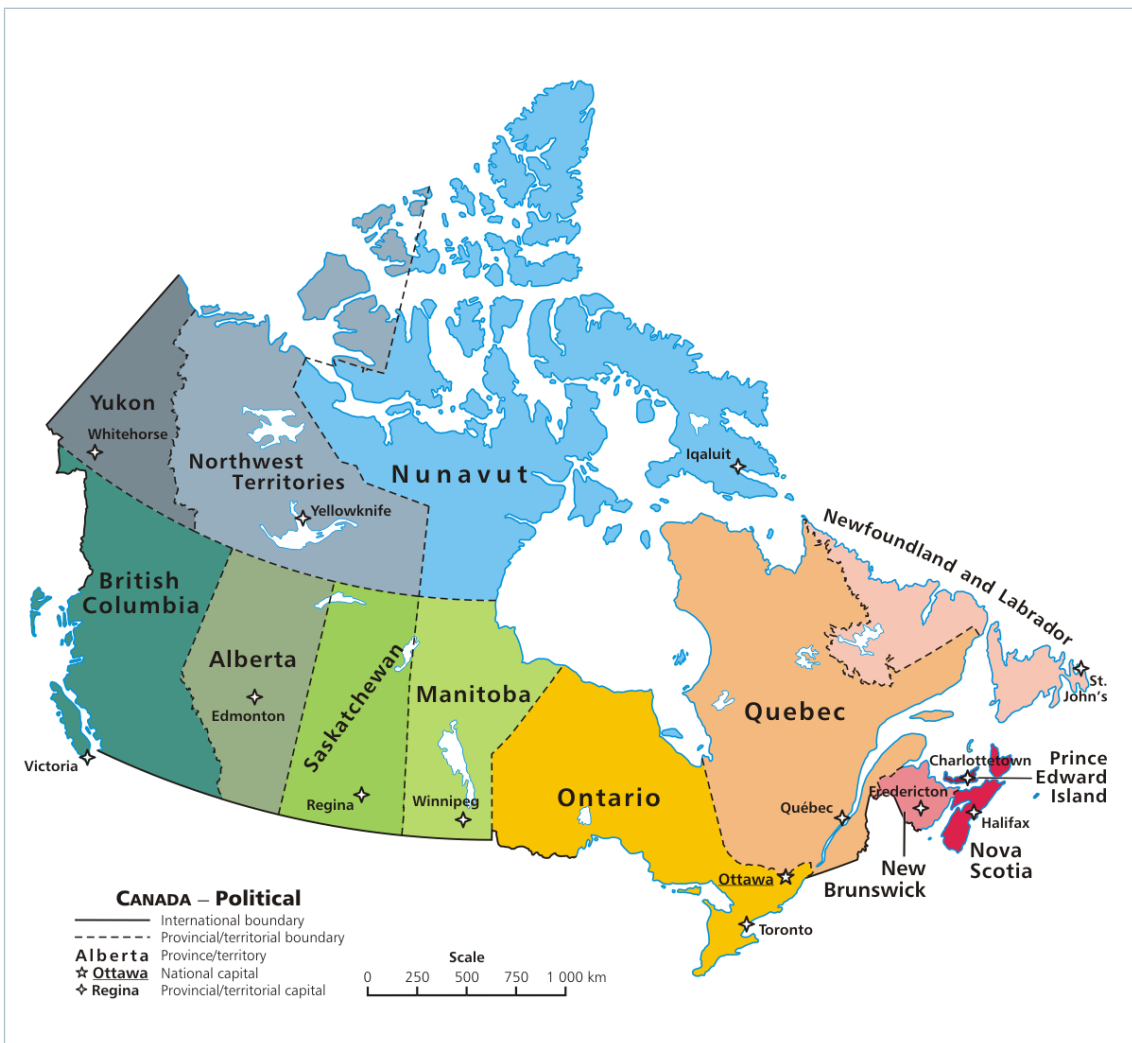 Yukon
Whitehorse
Northwest
Territories
Yellowknife
Nunavut
Iqaluit
British
Columbia
Victoria
Alberta
Edmonton
Saskatchewan
Regina
Manitoba
Winnipeg
Ontario
Ottawa
Toronto
Quebec
Québec
Newfoundland and Labrador
St.
John's
Charlottetown
Prince
Edward
Island
Fredericton
New
Brunswick
Halifax
Nova
Scotia
CANADA – Political
International boundary
Provincial/territorial boundary
Alberta Province/territory
Ottawa National capital
Regina Provincial/territorial capital
Scale
0 250 500 750 1 000 km